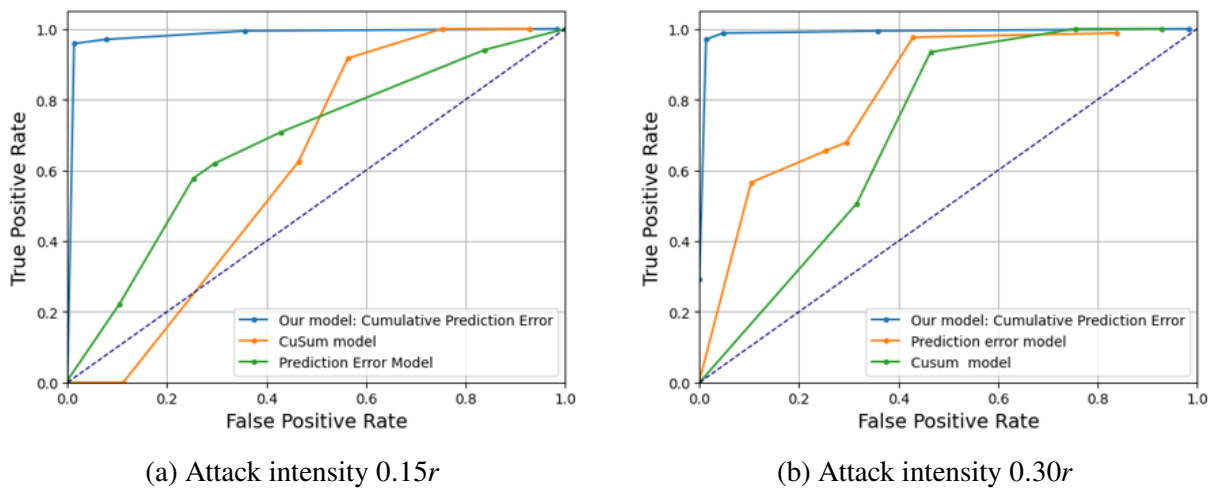 1.0
0.8
0.6
0.4
0.2
0.0
True Positive Rate
0.0 0.2 0.4 0.6 0.8 1.0
False Positive Rate
Our model: Cumulative Prediction Error
CuSum model
Prediction Error Model
(a) Attack intensity 0.15r
1.0
0.8
0.6
0.4
0.2
0.0
True Positive Rate
0.0 0.2 0.4 0.6 0.8 1.0
False Positive Rate
Our model: Cumulative Prediction Error
Prediction error model
Cusum model
(b) Attack intensity 0.30r